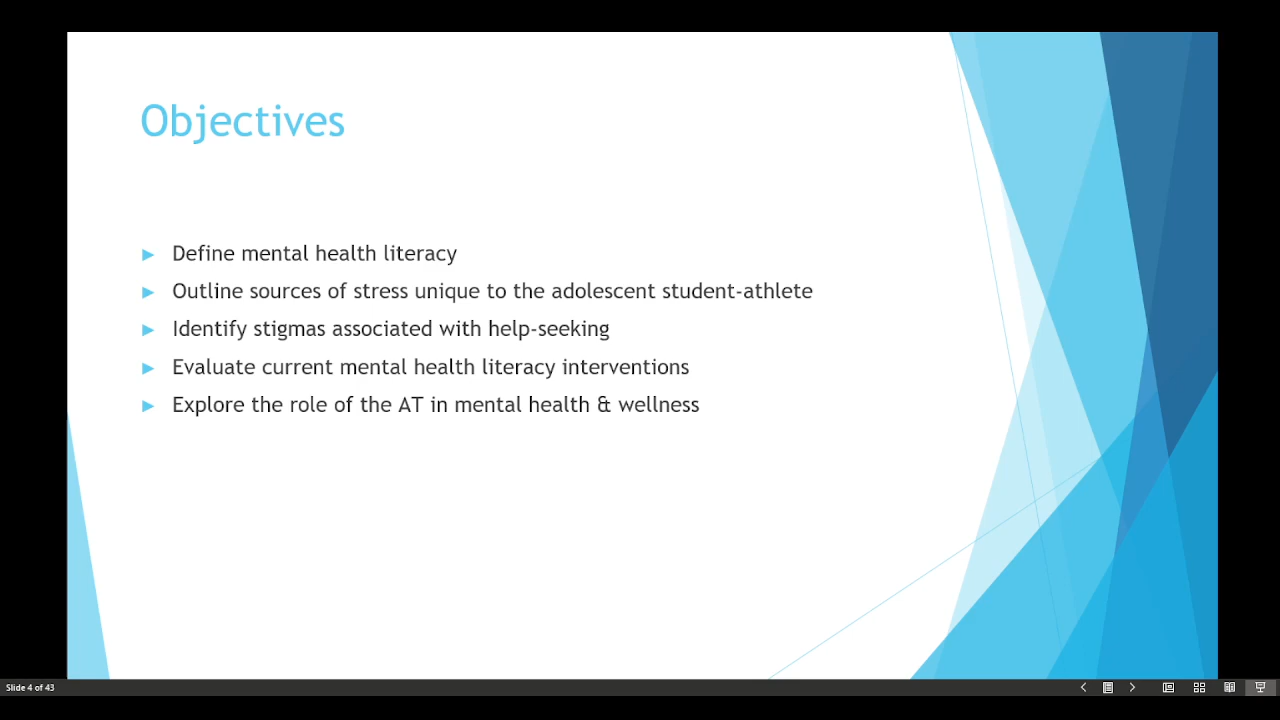 Objectives
Define mental health literacy
Outline sources of stress unique to the adolescent student-athlete
Identify stigmas associated with help-seeking
Evaluate current mental health literacy interventions
Explore the role of the AT in mental health & wellness
Slide 4 of 43